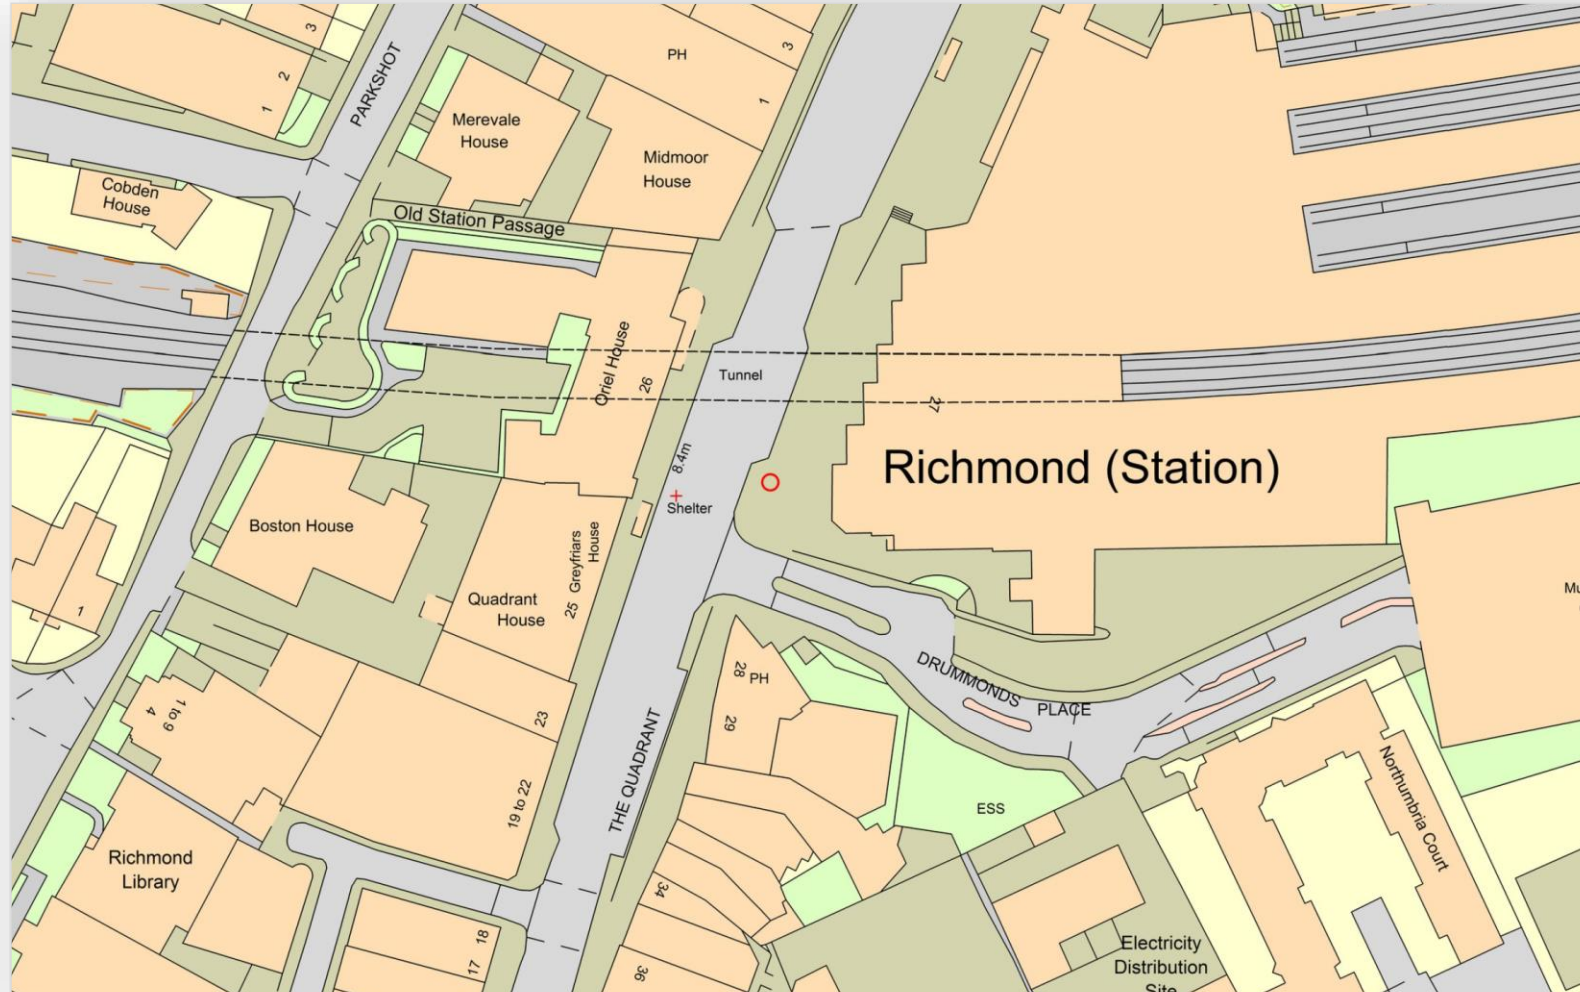 3
2
1
PARKSHOT
PH
3
1
Merevale
House
Midmoor
House
Cobden
House
Old Station Passage
Oriel House
26
Tunnel
27
8.4m
Shelter
Richmond (Station)
Boston House
Greyfriars
House
25
Quadrant
House
1
28
PH
29
DRUMMONDS PLACE
1 to 9
4
23
THE QUADRANT
19 to 22
ESS
Northumbria Court
Richmond
Library
34
18
17
36
Electricity
Distribution
Site